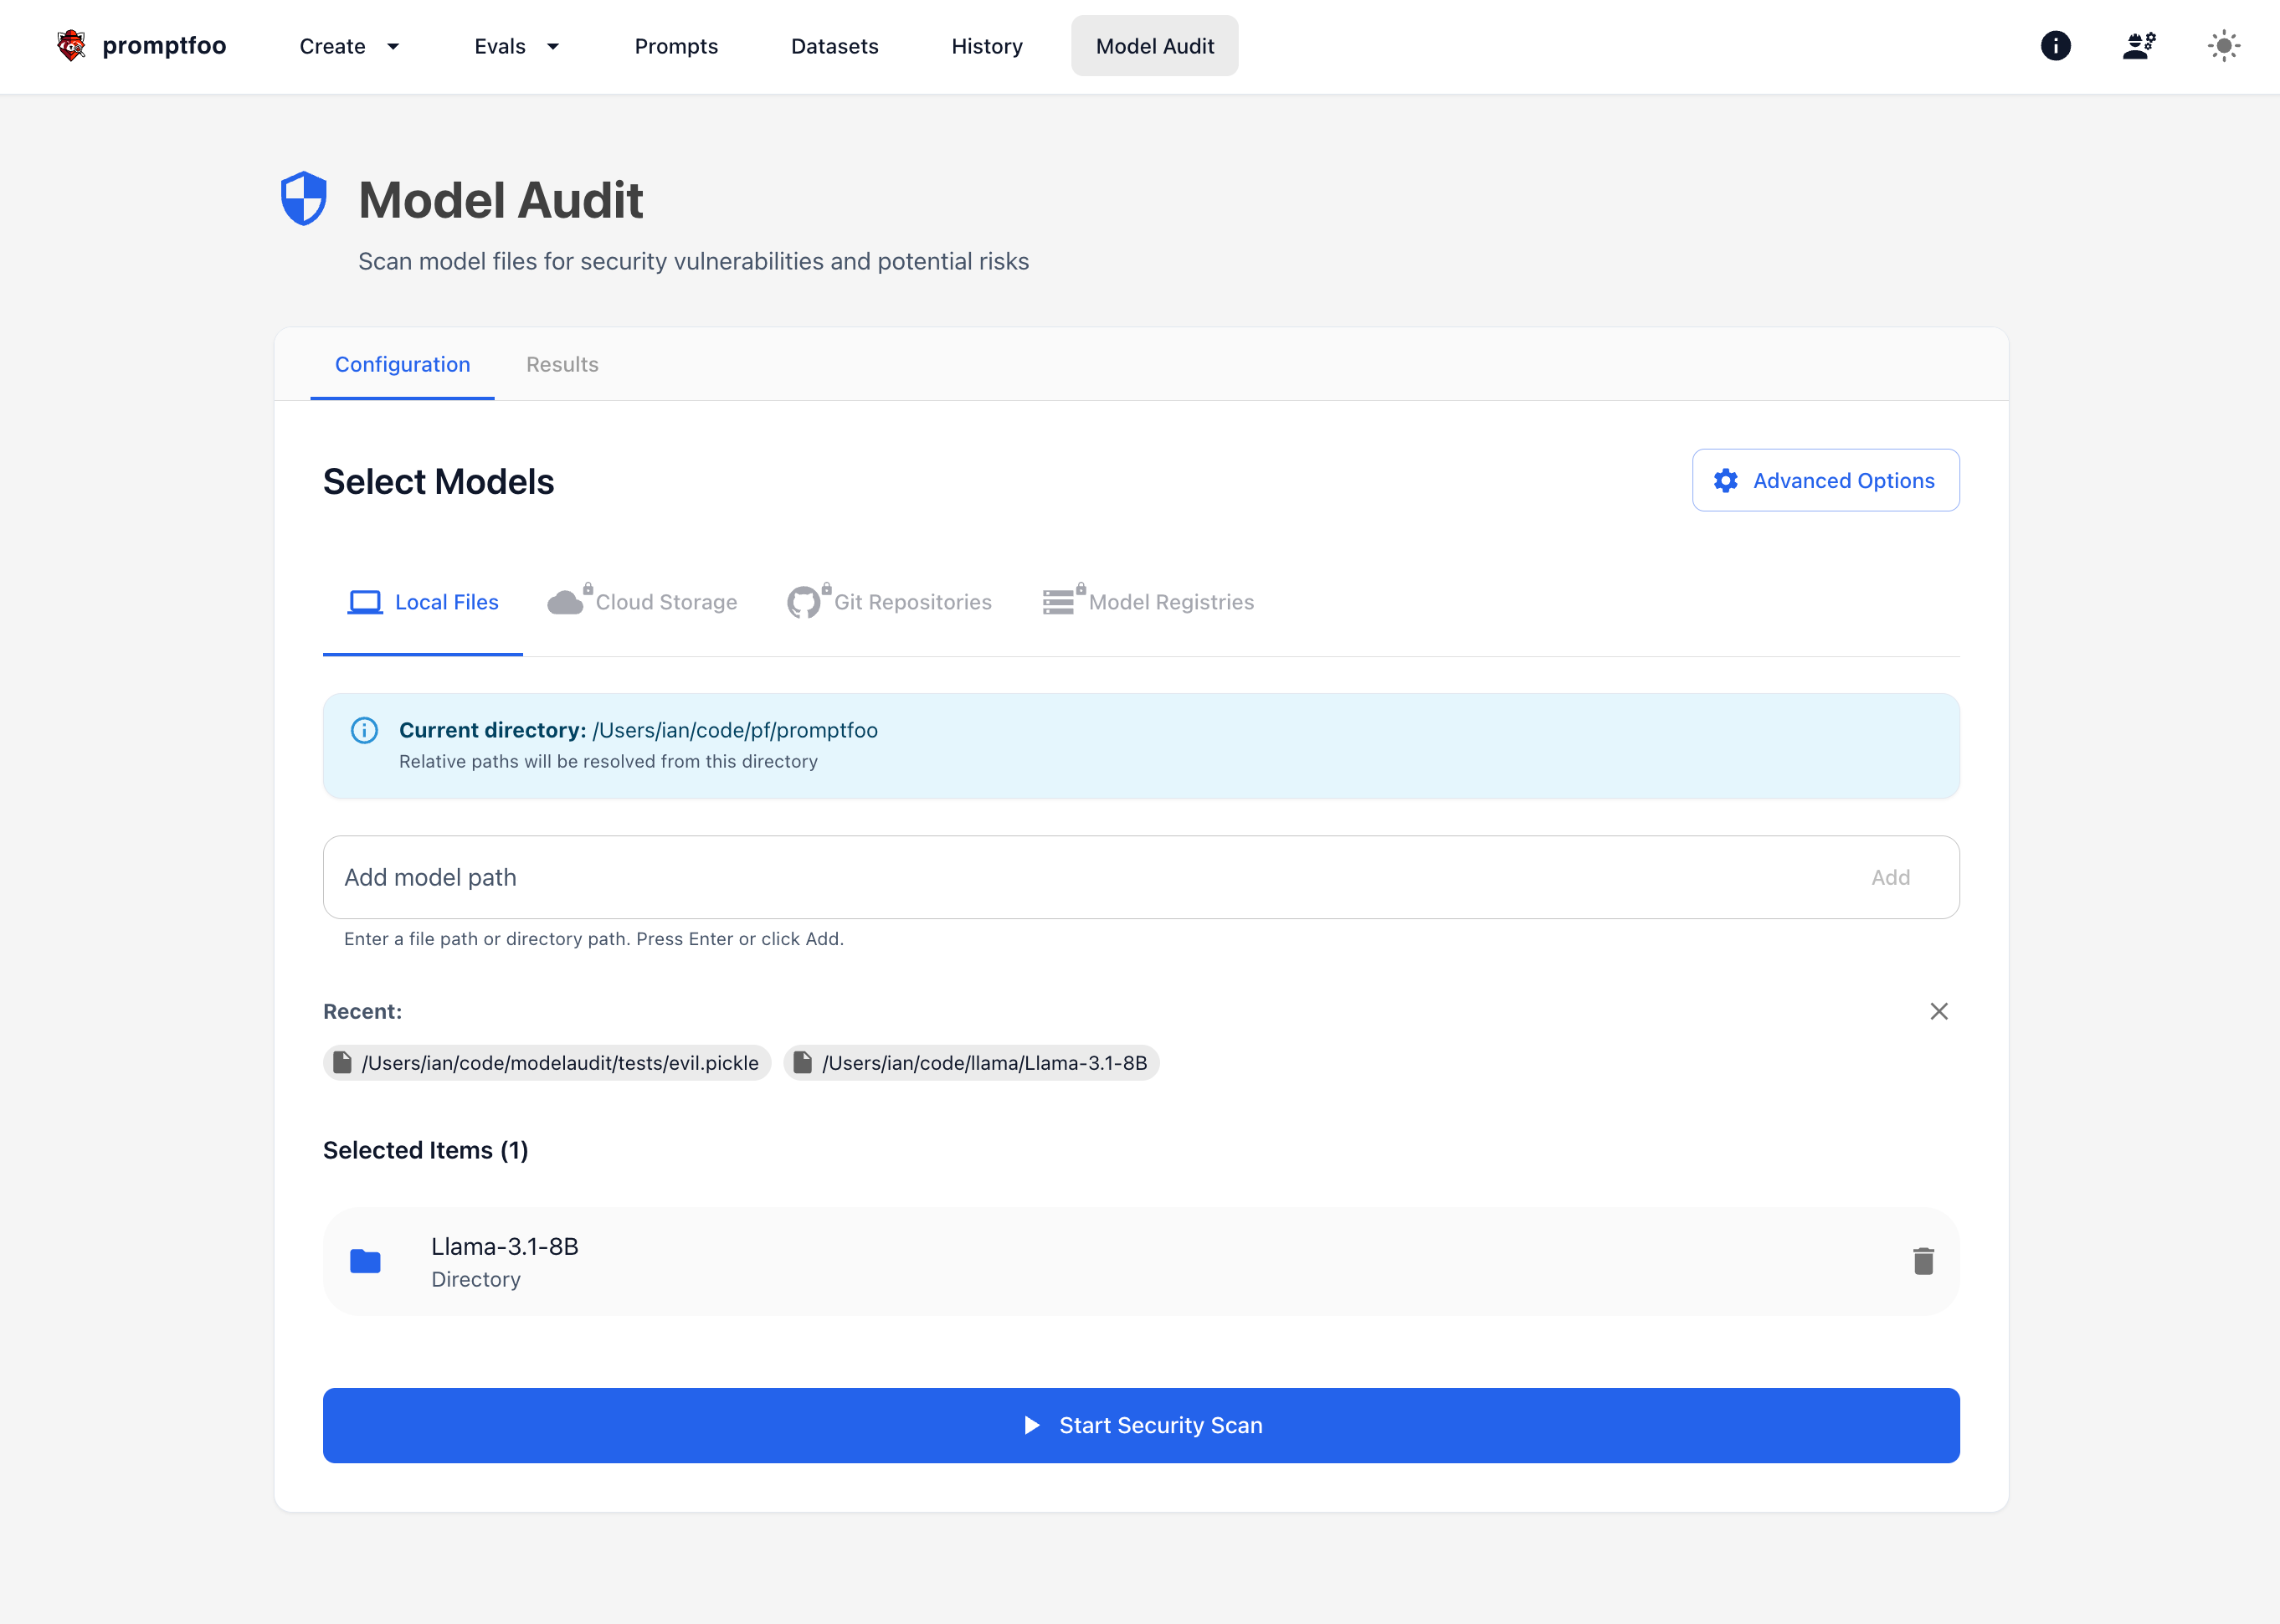 promptfoo
Create
Evals
Prompts
Datasets
History
Model Audit
Model Audit
Scan model files for security vulnerabilities and potential risks
Configuration
Results
Select Models
Advanced Options
Local Files
Cloud Storage
Git Repositories
Model Registries
Current directory: /Users/ian/code/pf/promptfoo
Relative paths will be resolved from this directory
Add model path
Add
Enter a file path or directory path. Press Enter or click Add.
Recent:
/Users/ian/code/modelaudit/tests/evil.pickle
/Users/ian/code/llama/Llama-3.1-8B
Selected Items (1)
Llama-3.1-8B
Directory
Start Security Scan